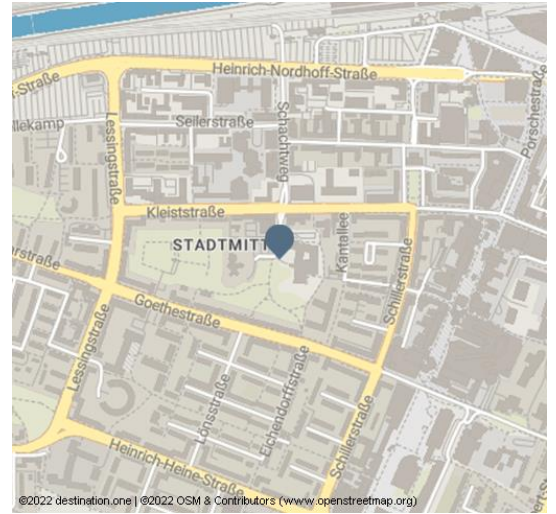 Heinrich-Nordhoff-Straße
-Straße
llekamp
Seilerstraße
Schachtweg
Porschestraße
Lessingstraße
Kleiststraße
STADTMITT
Kantallee
Schillerstraße
arstraße
Goethestraße
Lessingstraße
Lönsstraße
Eichendorffstraße
Schillerstraße
Heinrich-Heine-Straße
©2022 destination.one | ©2022 OSM & Contributors (www.openstreetmap.org)